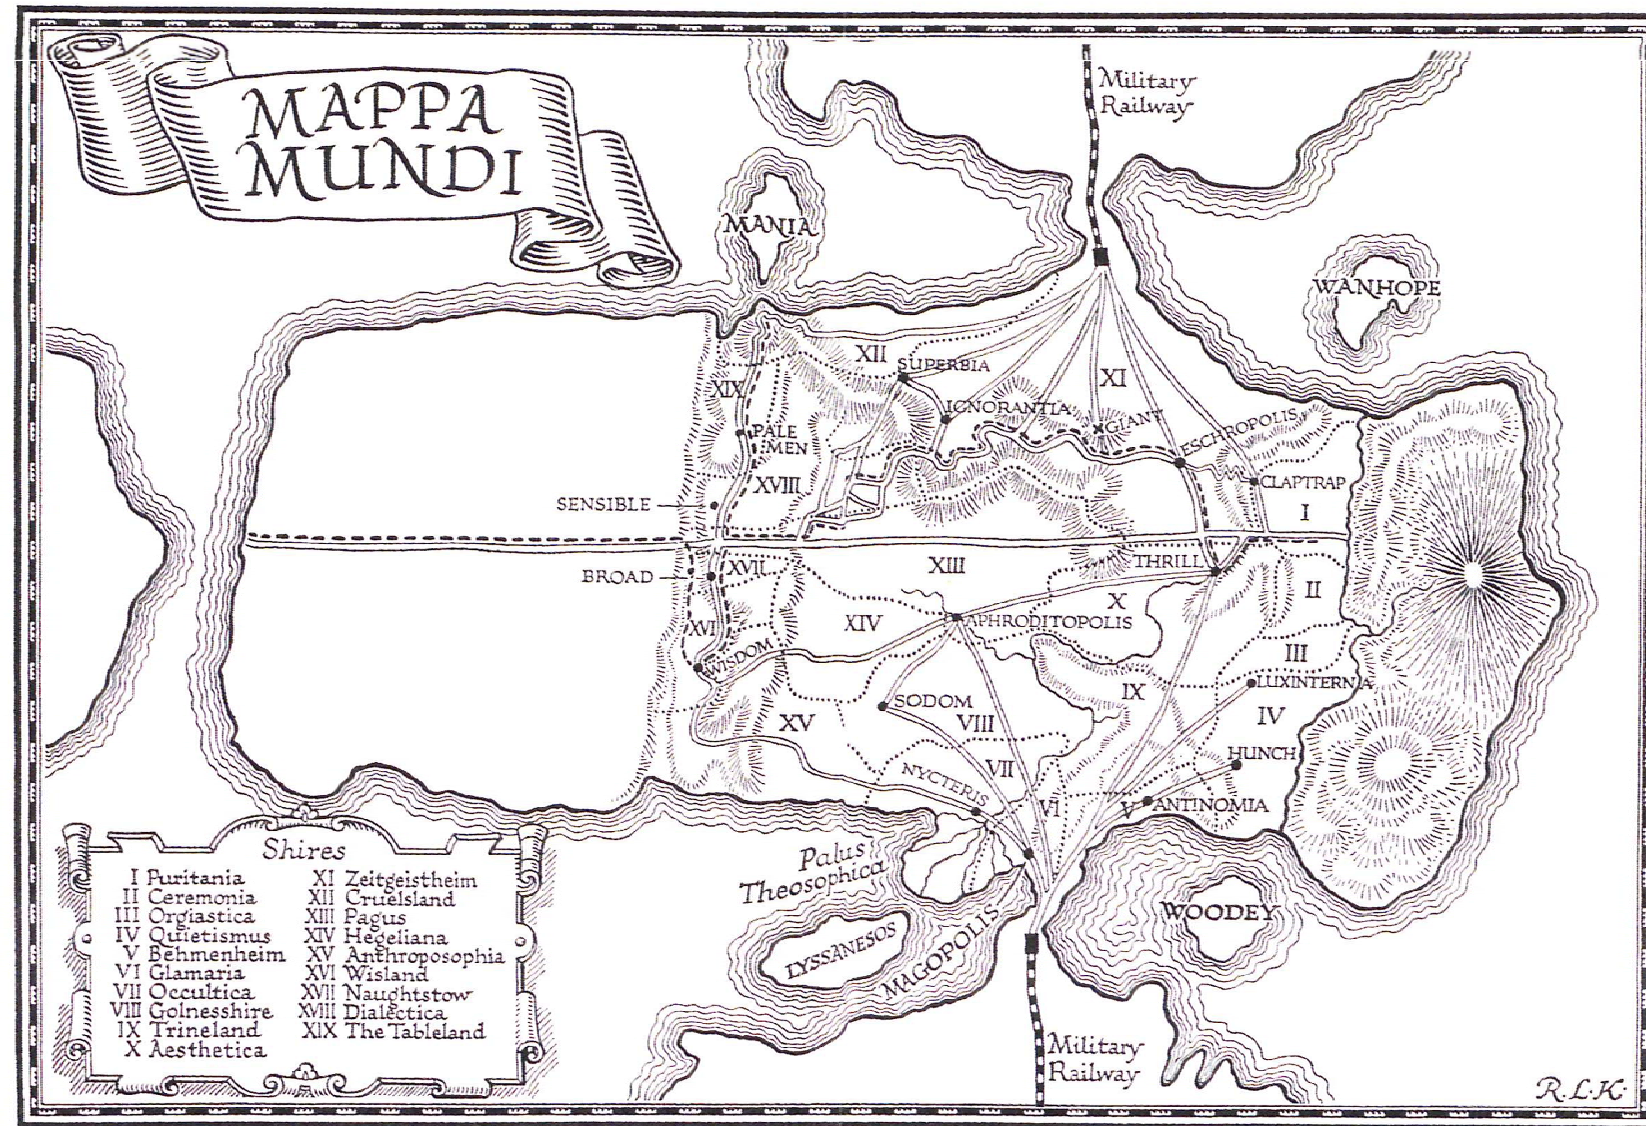 MAPPA
MUNDI
Military
Railway
MANIA
WANHOPE
XII
SUPERBIA
XI
XIX
IGNORANTIA
GIANT
ESCHROPOLIS
PALE
MEN
XVIII
CLAPTRAP
SENSIBLE
I
XIII
THRILL
BROAD
XVII
II
X
XIV
APHRODITOPOLIS
XVI
WISDOM
III
IX
LUXINTERNA
SODOM
XV
VIII
IV
HUNCH
NYCTERIS
VII
VI
V
ANTINOMIA
Palus
Theosophica
WOODEY
LYSSANESOS
MAGOPOLIS
Military
Railway
Shires
I Puritania
II Ceremonia
III Orgiastica
IV Quietismus
V Behmenheim
VI Glamaria
VII Occultica
VIII Golnesshire
IX Trineland
X Aesthetica
XI Zeitgeistheim
XII Cruelsland
XIII Pagus
XIV Hegeliana
XV Anthroposophia
XVI Wisland
XVII Naughtstow
XVIII Dialectica
XIX The Tableland
R.L.K.